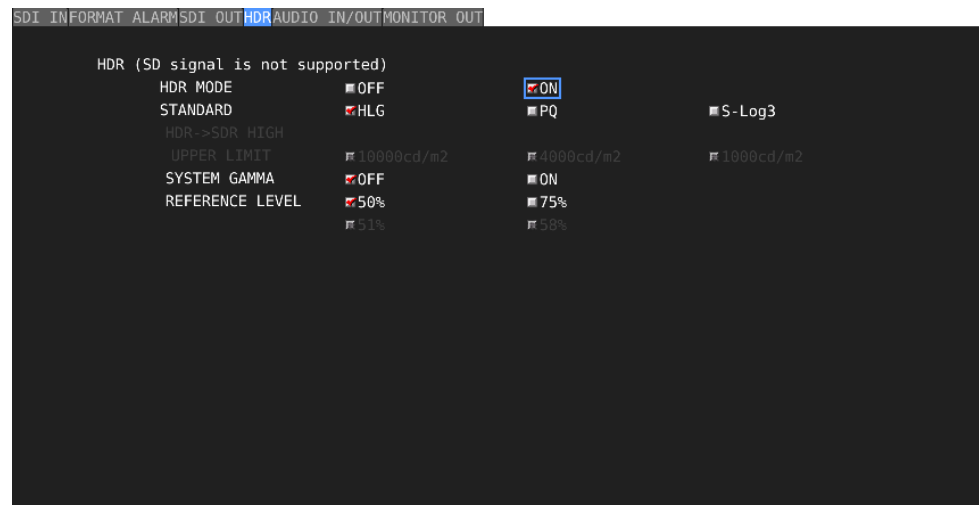 SDI IN FORMAT ALARM SDI OUT HDR AUDIO IN/OUT MONITOR OUT
HDR (SD signal is not supported)
HDR MODE OFF ON
STANDARD HLG PQ S-Log3
HDR->SDR HIGH
UPPER LIMIT 10000cd/m2 4000cd/m2 1000cd/m2
SYSTEM GAMMA OFF ON
REFERENCE LEVEL 50% 75%
51% 58%